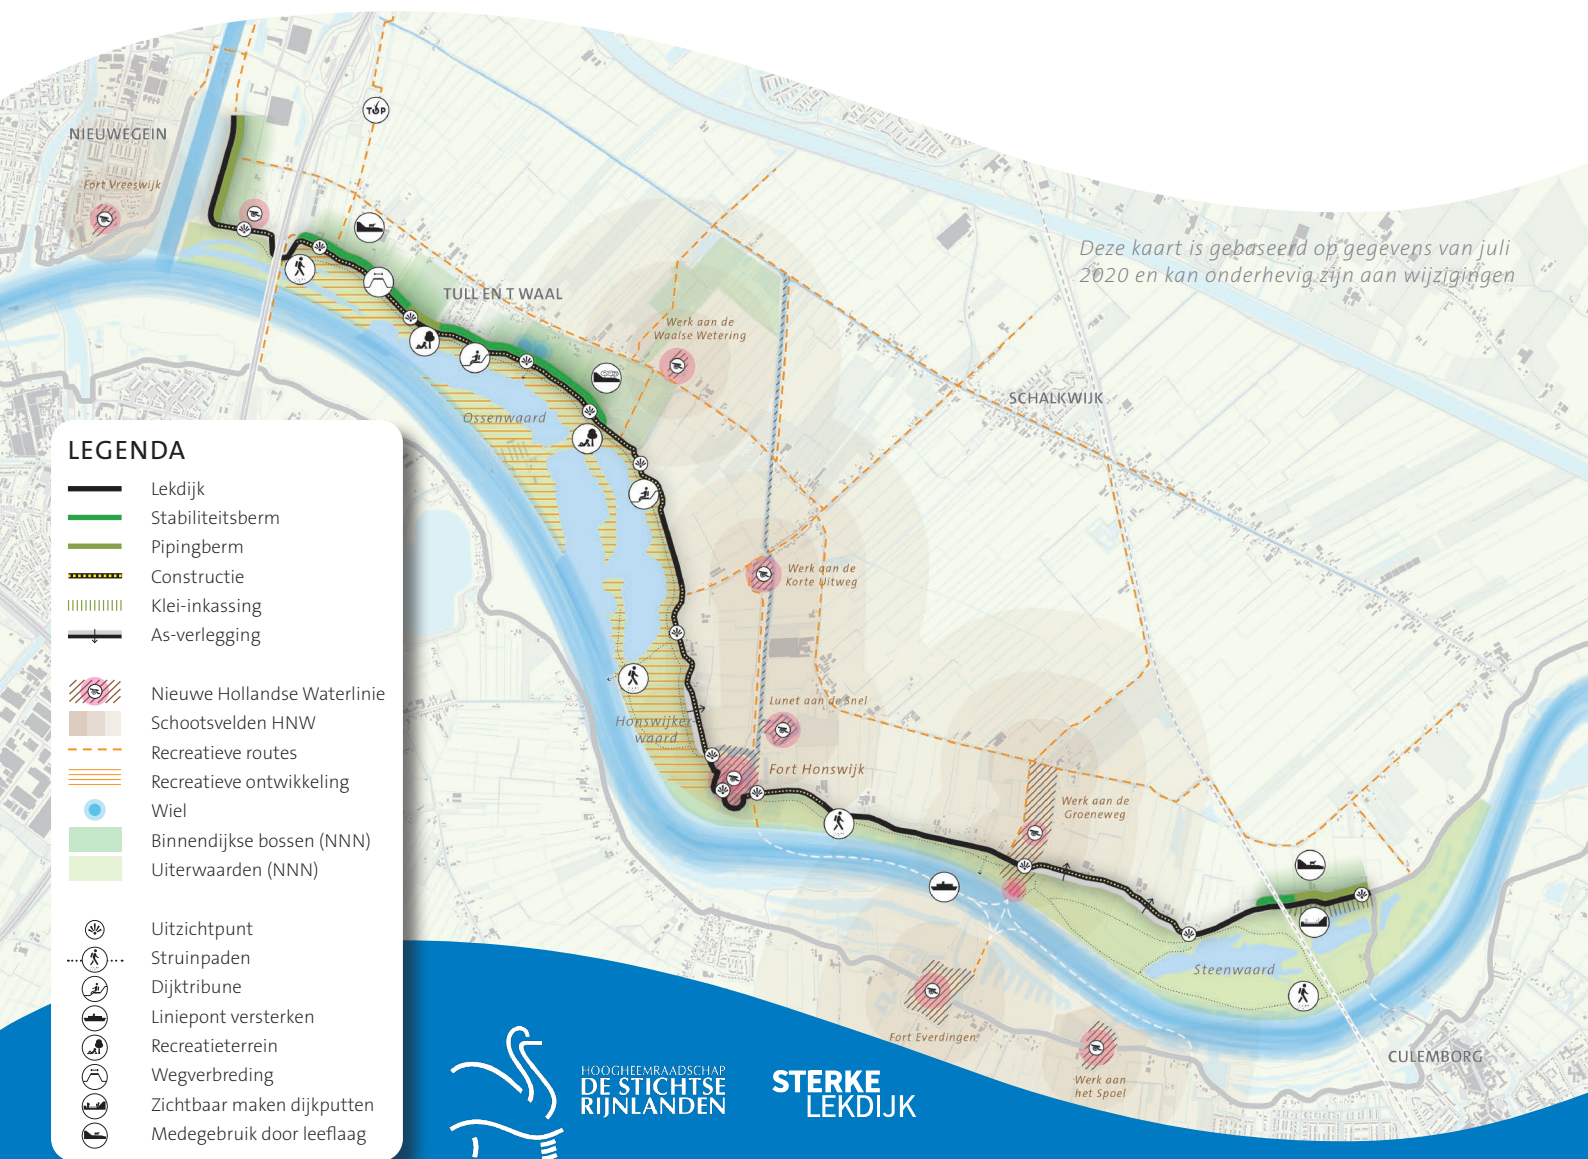 NIEUWEGEIN
Fort Vreeswijk
TOP
TULL EN T WAAL
Werk aan de
Waalse Wetering
Deze kaart is gebaseerd op gegevens van juli
2020 en kan onderhevig zijn aan wijzigingen
SCHALKWIJK
Ossenwaard
Werk aan de
Korte Uitweg
Lunet aan de Snel
Honswijker-
waard
Fort Honswijk
Werk aan de
Groeneweg
Steenwaard
Fort Everdingen
Werk aan
het Spoel
CULEMBORG
LEGENDA
Lekdijk
Stabiliteitsberm
Pipingberm
Constructie
Klei-inkassing
As-verlegging
Nieuwe Hollandse Waterlinie
Schootsvelden HNW
Recreatieve routes
Recreatieve ontwikkeling
Wiel
Binnendijkse bossen (NNN)
Uiterwaarden (NNN)
Uitzichtpunt
Struinpaden
Dijktribune
Liniepont versterken
Recreatieterrein
Wegverbreding
Zichtbaar maken dijkputten
Medegebruik door leeflaag
HOOGHEEMRAADSCHAP
DE STICHTSE
RIJNLANDEN
STERKE
LEKDIJK